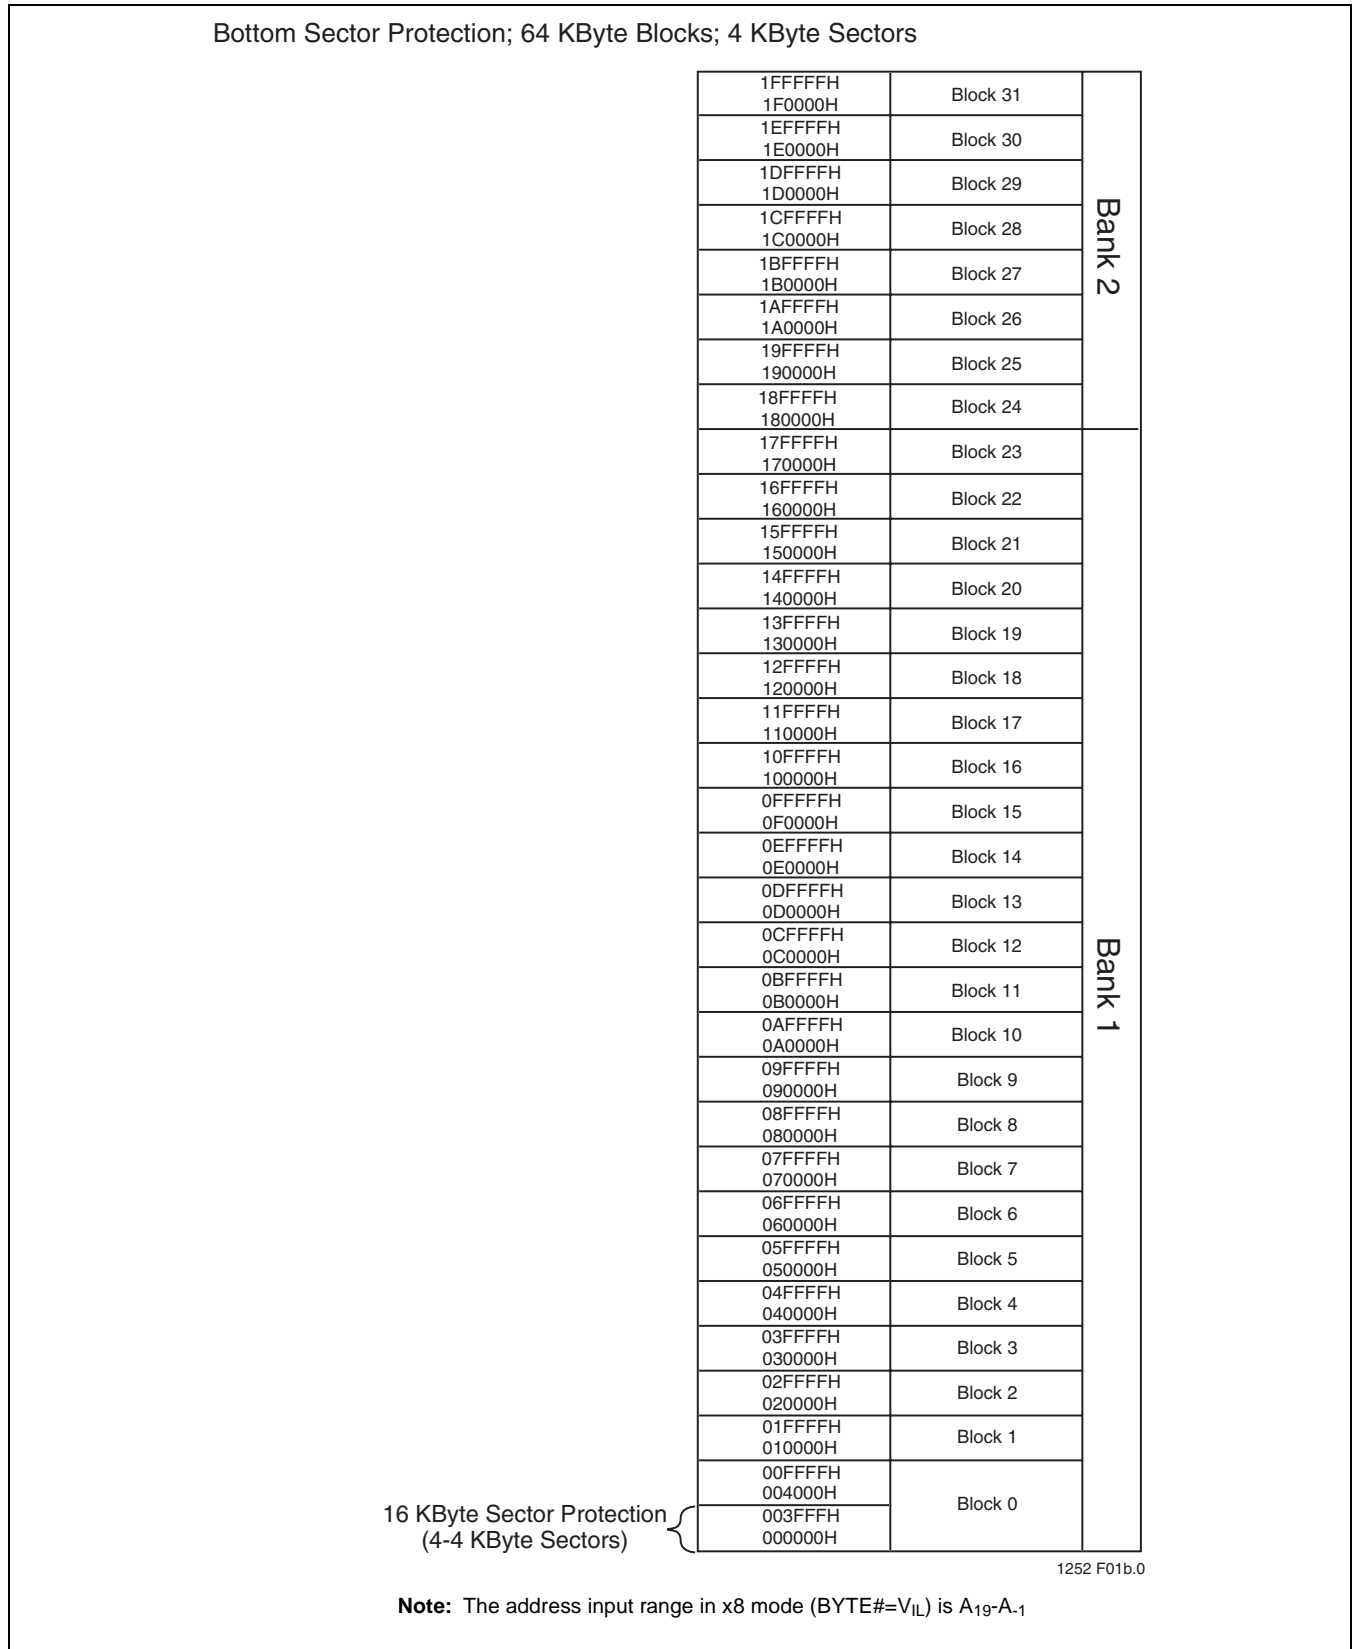 Bottom Sector Protection; 64 KByte Blocks; 4 KByte Sectors
1FFFFFH
1F0000H
Block 31
1EFFFFH
1E0000H
Block 30
1DFFFFH
1D0000H
Block 29
1CFFFFH
1C0000H
Block 28
1BFFFFH
1B0000H
Block 27
1AFFFFH
1A0000H
Block 26
19FFFFH
190000H
Block 25
18FFFFH
180000H
Block 24
Bank 2
17FFFFH
170000H
Block 23
16FFFFH
160000H
Block 22
15FFFFH
150000H
Block 21
14FFFFH
140000H
Block 20
13FFFFH
130000H
Block 19
12FFFFH
120000H
Block 18
11FFFFH
110000H
Block 17
10FFFFH
100000H
Block 16
0FFFFFH
0F0000H
Block 15
0EFFFFH
0E0000H
Block 14
0DFFFFH
0D0000H
Block 13
0CFFFFH
0C0000H
Block 12
0BFFFFH
0B0000H
Block 11
0AFFFFH
0A0000H
Block 10
09FFFFH
090000H
Block 9
08FFFFH
080000H
Block 8
07FFFFH
070000H
Block 7
06FFFFH
060000H
Block 6
05FFFFH
050000H
Block 5
04FFFFH
040000H
Block 4
03FFFFH
030000H
Block 3
02FFFFH
020000H
Block 2
01FFFFH
010000H
Block 1
00FFFFH
004000H
003FFFH
000000H
Block 0
Bank 1
16 KByte Sector Protection
(4-4 KByte Sectors)
1252 F01b.0
Note: The address input range in x8 mode (BYTE#=VIL) is A19-A-1